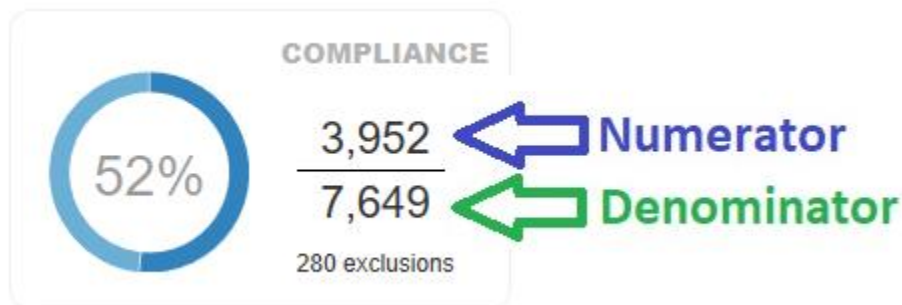 COMPLIANCE
52%
3,952
Numerator
7,649
Denominator
280 exclusions